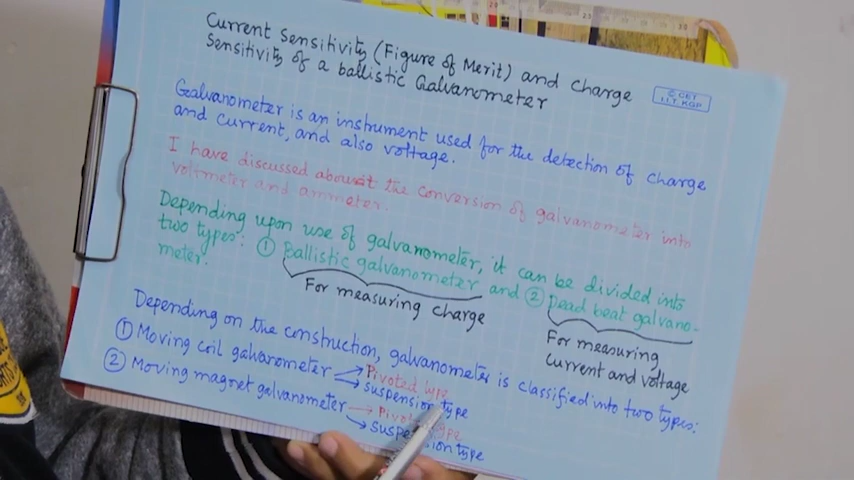 Current Sensitivity (Figure of Merit) and charge
Sensitivity of a ballistic Galvanometer
© CET
I.I.T. KGP
Galvanometer is an instrument used for the detection of charge
and current, and also voltage.
I have discussed about the conversion of galvanometer into
voltmeter and ammeter.
Depending upon use of galvanometer, it can be divided into
two types: ① Ballistic galvanometer and ② Dead beat galvano-
meter.
For measuring charge
For measuring
current and voltage
Depending on the construction, galvanometer is classified into two types:
① Moving coil galvanometer → Pivoted type
→ suspension type
② Moving magnet galvanometer → Pivoted type
→ suspension type